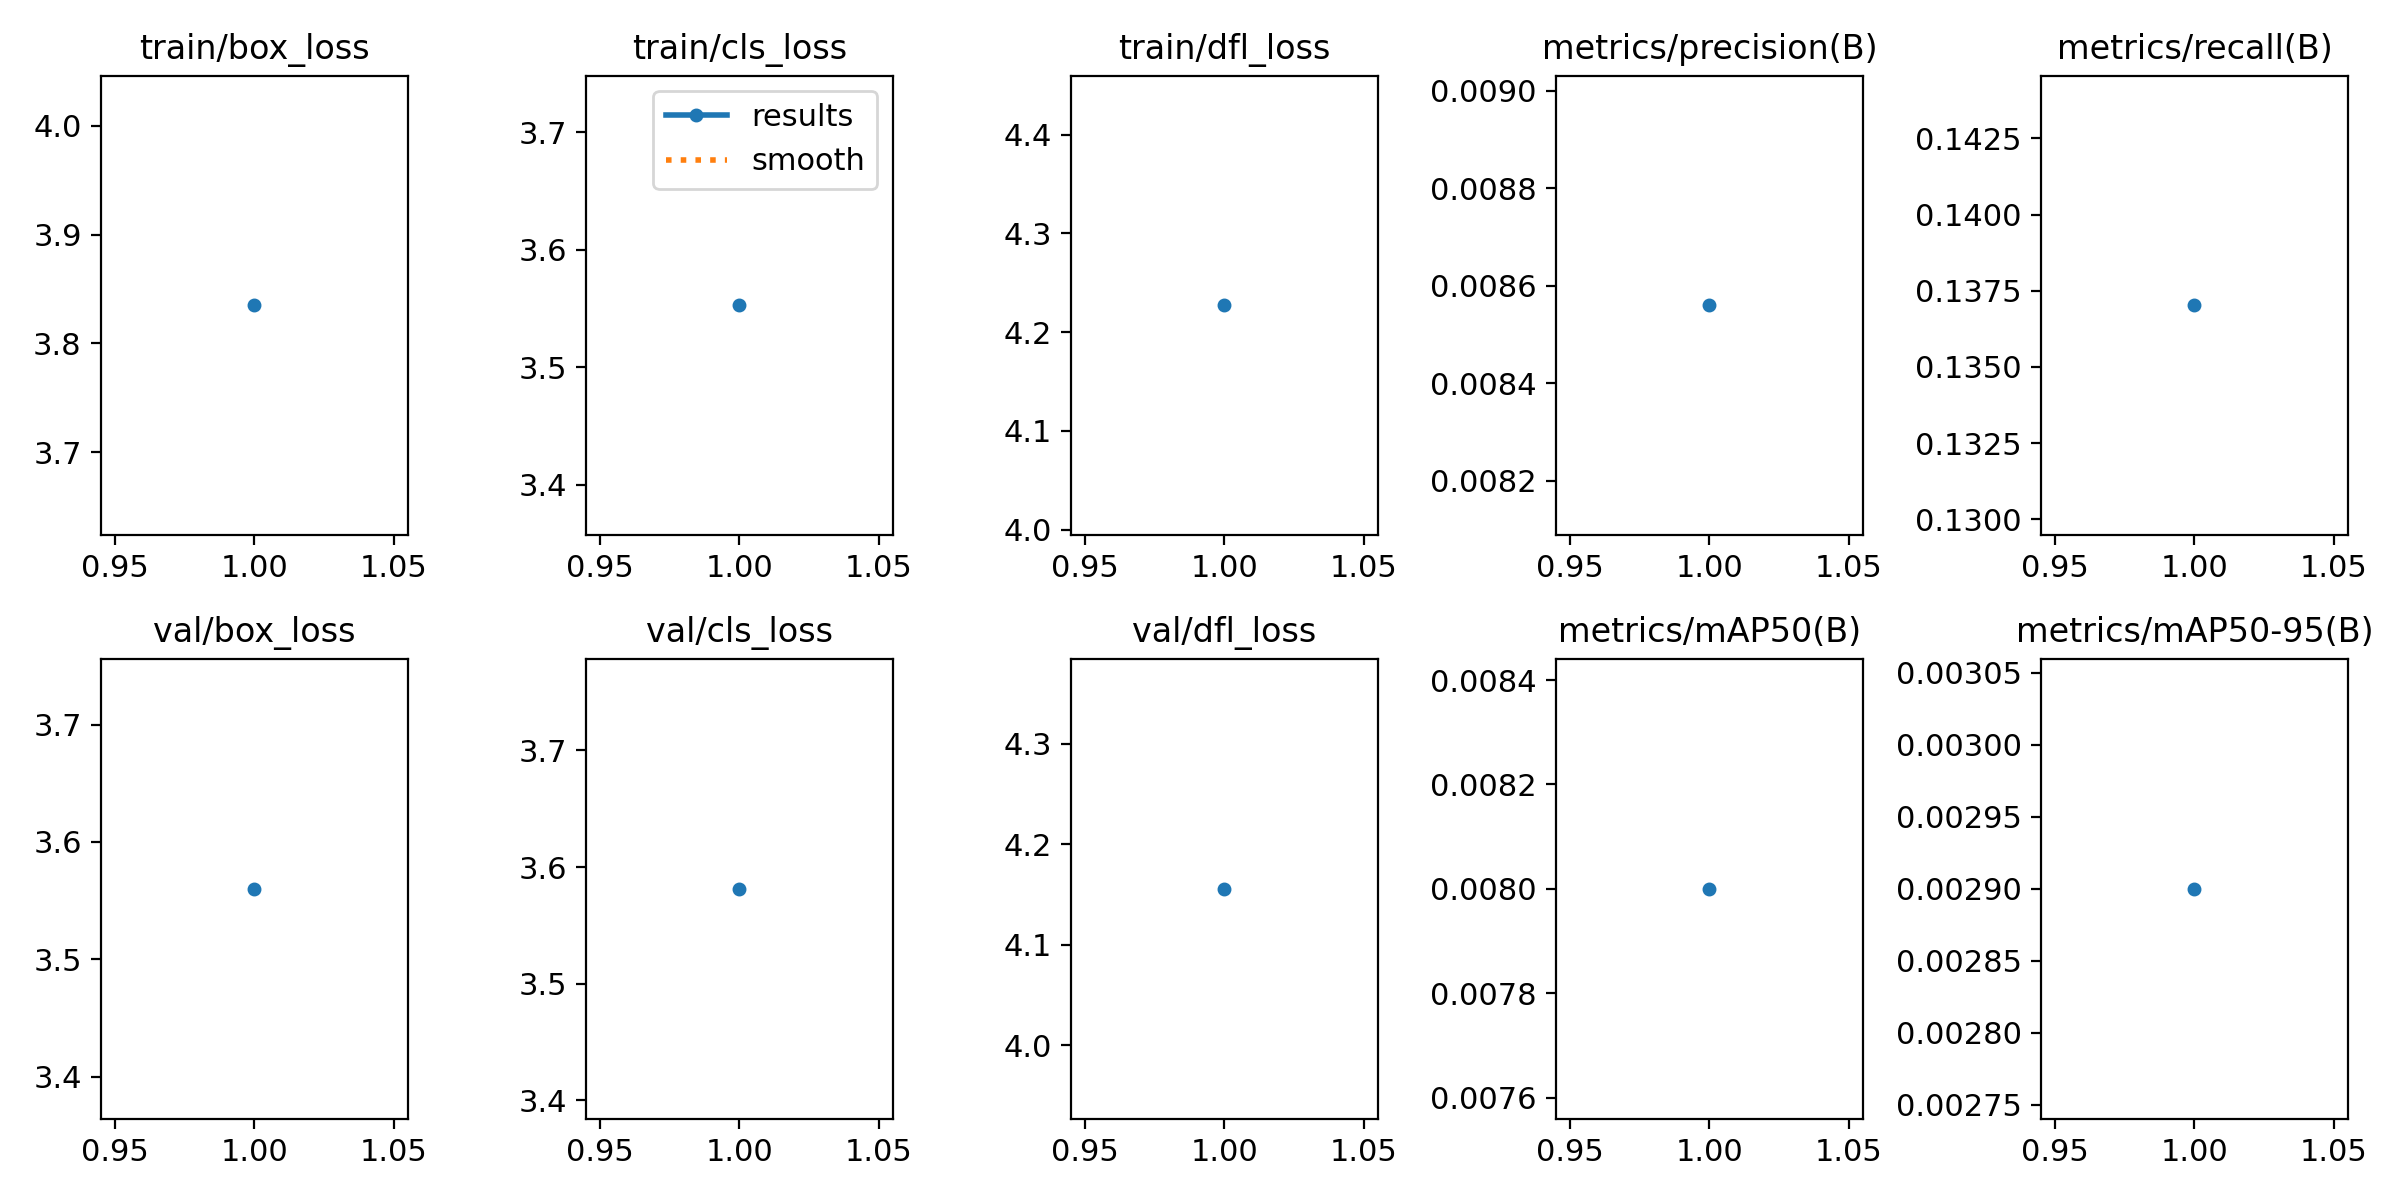 train/box_loss
4.0
3.9
3.8
3.7
0.95 1.00 1.05
train/cls_loss
results
smooth
3.7
3.6
3.5
3.4
0.95 1.00 1.05
train/dfl_loss
4.4
4.3
4.2
4.1
4.0
0.95 1.00 1.05
metrics/precision(B)
0.0090
0.0088
0.0086
0.0084
0.0082
0.95 1.00 1.05
metrics/recall(B)
0.1425
0.1400
0.1375
0.1350
0.1325
0.1300
0.95 1.00 1.05
val/box_loss
3.7
3.6
3.5
3.4
0.95 1.00 1.05
val/cls_loss
3.7
3.6
3.5
3.4
0.95 1.00 1.05
val/dfl_loss
4.3
4.2
4.1
4.0
0.95 1.00 1.05
metrics/mAP50(B)
0.0084
0.0082
0.0080
0.0078
0.0076
0.95 1.00 1.05
metrics/mAP50-95(B)
0.00305
0.00300
0.00295
0.00290
0.00285
0.00280
0.00275
0.95 1.00 1.05